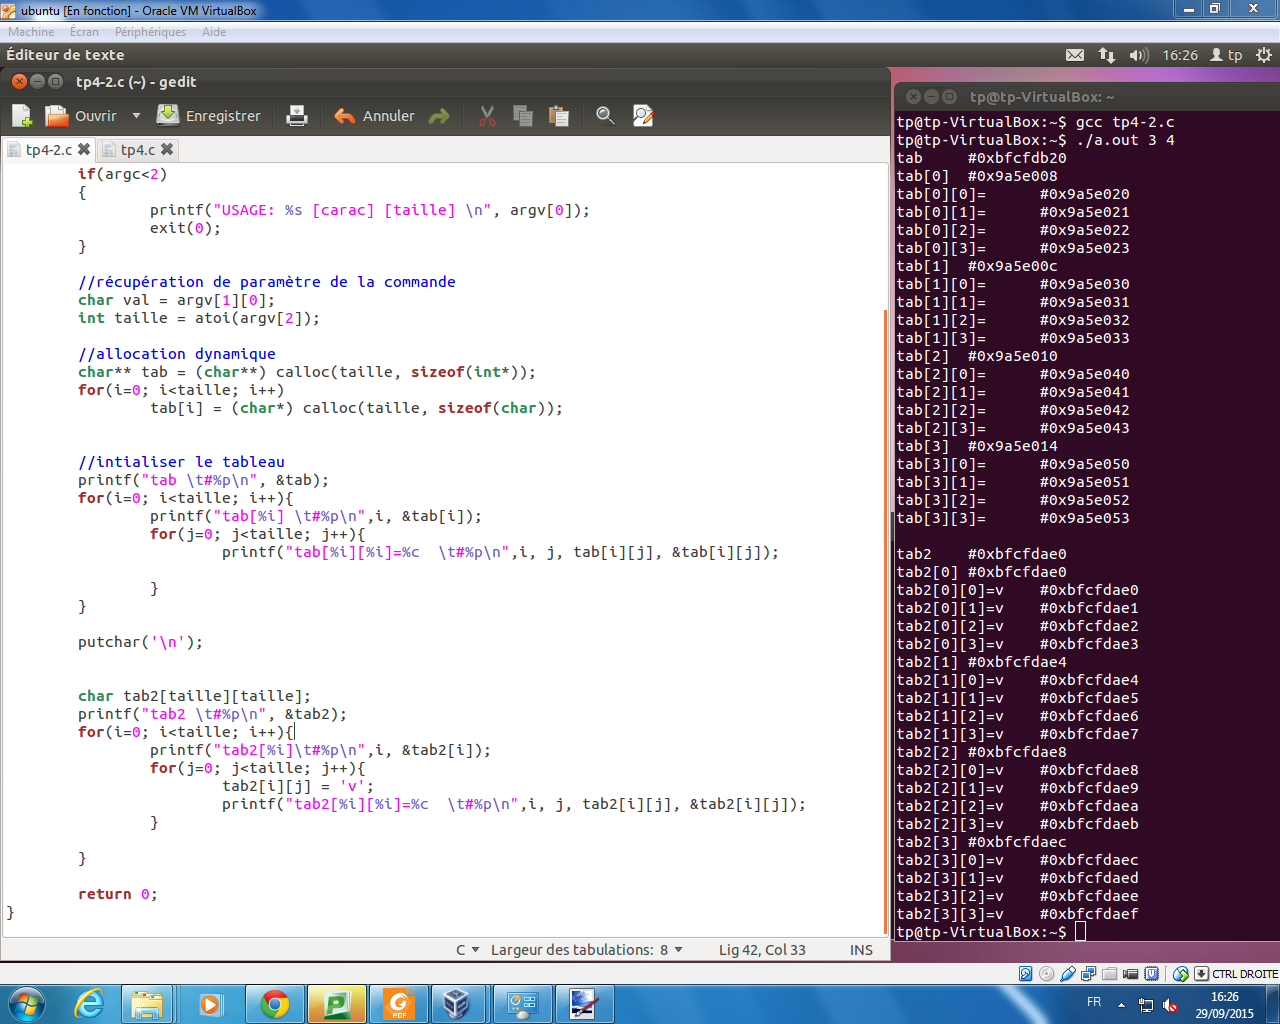 ubuntu [En fonction] - Oracle VM VirtualBox
Machine Écran Périphériques Aide
Éditeur de texte 16:26 tp
tp4-2.c (~) - gedit
Ouvrir Enregistrer Annuler
tp4-2.c tp4.c
if(argc<2)
{
printf("USAGE: %s [carac] [taille] \n", argv[0]);
exit(0);
}
//récupération de paramètre de la commande
char val = argv[1][0];
int taille = atoi(argv[2]);
//allocation dynamique
char** tab = (char**) calloc(taille, sizeof(int*));
for(i=0; i<taille; i++)
tab[i] = (char*) calloc(taille, sizeof(char));
//intialiser le tableau
printf("tab \t#%p\n", &tab);
for(i=0; i<taille; i++){
printf("tab[%i] \t#%p\n",i, &tab[i]);
for(j=0; j<taille; j++){
printf("tab[%i][%i]=%c  \t#%p\n",i, j, tab[i][j], &tab[i][j]);
}
}
putchar('\n');
char tab2[taille][taille];
printf("tab2 \t#%p\n", &tab2);
for(i=0; i<taille; i++){
printf("tab2[%i]\t#%p\n",i, &tab2[i]);
for(j=0; j<taille; j++){
tab2[i][j] = 'v';
printf("tab2[%i][%i]=%c  \t#%p\n",i, j, tab2[i][j], &tab2[i][j]);
}
}
return 0;
}
C Largeur des tabulations: 8 Lig 42, Col 33 INS
tp@tp-VirtualBox: ~
tp@tp-VirtualBox:~$ gcc tp4-2.c
tp@tp-VirtualBox:~$ ./a.out 3 4
tab #0xbfcfdb20
tab[0] #0x9a5e008
tab[0][0]= #0x9a5e020
tab[0][1]= #0x9a5e021
tab[0][2]= #0x9a5e022
tab[0][3]= #0x9a5e023
tab[1] #0x9a5e00c
tab[1][0]= #0x9a5e030
tab[1][1]= #0x9a5e031
tab[1][2]= #0x9a5e032
tab[1][3]= #0x9a5e033
tab[2] #0x9a5e010
tab[2][0]= #0x9a5e040
tab[2][1]= #0x9a5e041
tab[2][2]= #0x9a5e042
tab[2][3]= #0x9a5e043
tab[3] #0x9a5e014
tab[3][0]= #0x9a5e050
tab[3][1]= #0x9a5e051
tab[3][2]= #0x9a5e052
tab[3][3]= #0x9a5e053
tab2 #0xbfcfdae0
tab2[0] #0xbfcfdae0
tab2[0][0]=v #0xbfcfdae0
tab2[0][1]=v #0xbfcfdae1
tab2[0][2]=v #0xbfcfdae2
tab2[0][3]=v #0xbfcfdae3
tab2[1] #0xbfcfdae4
tab2[1][0]=v #0xbfcfdae4
tab2[1][1]=v #0xbfcfdae5
tab2[1][2]=v #0xbfcfdae6
tab2[1][3]=v #0xbfcfdae7
tab2[2] #0xbfcfdae8
tab2[2][0]=v #0xbfcfdae8
tab2[2][1]=v #0xbfcfdae9
tab2[2][2]=v #0xbfcfdaea
tab2[2][3]=v #0xbfcfdaeb
tab2[3] #0xbfcfdaec
tab2[3][0]=v #0xbfcfdaec
tab2[3][1]=v #0xbfcfdaed
tab2[3][2]=v #0xbfcfdaee
tab2[3][3]=v #0xbfcfdaef
tp@tp-VirtualBox:~$
CTRL DROITE
PDF
FR 16:26
29/09/2015